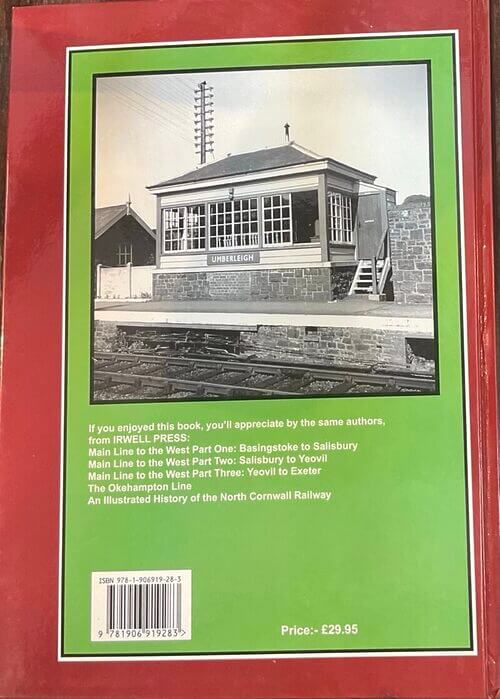 UMBERLEIGH
If you enjoyed this book, you'll appreciate by the same authors,
from IRWELL PRESS:
Main Line to the West Part One: Basingstoke to Salisbury
Main Line to the West Part Two: Salisbury to Yeovil
Main Line to the West Part Three: Yeovil to Exeter
The Okehampton Line
An Illustrated History of the North Cornwall Railway
ISBN 978-1-906919-28-3
9 781906 919283 >
Price:- £29.95